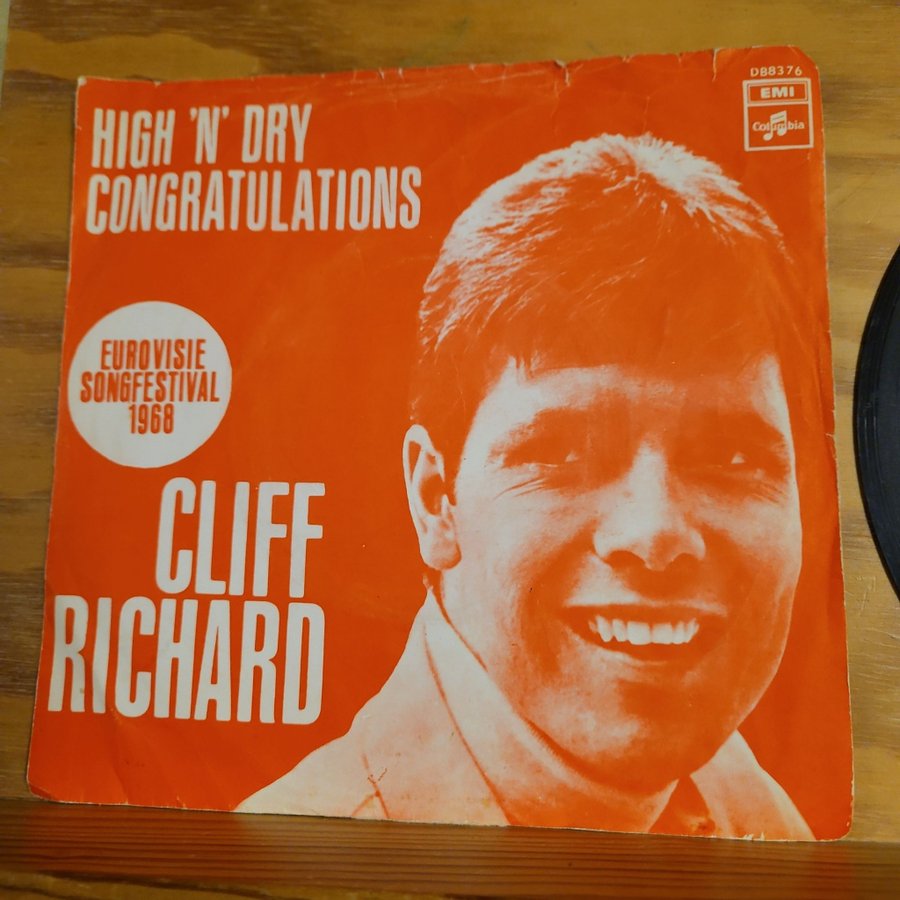 DB8376
EMI
Columbia
HIGH 'N' DRY
CONGRATULATIONS
EUROVISIE
SONGFESTIVAL
1968
CLIFF
RICHARD